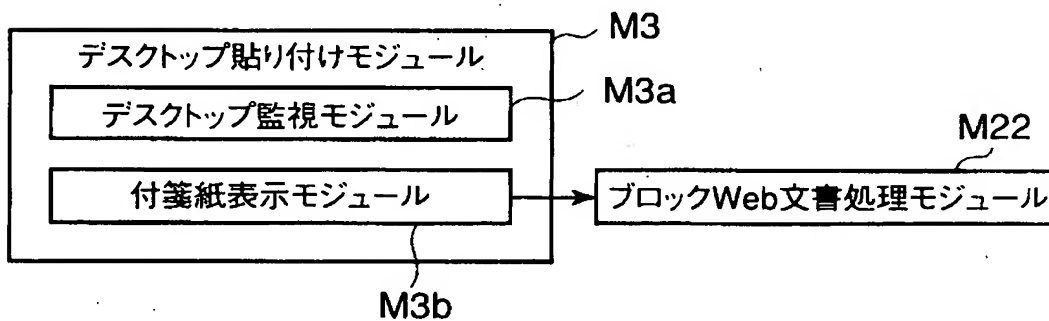 M3
デスクトップ貼り付けモジュール
デスクトップ監視モジュール
M3a
M22
付箋紙表示モジュール
ブロックWeb文書処理モジュール
M3b